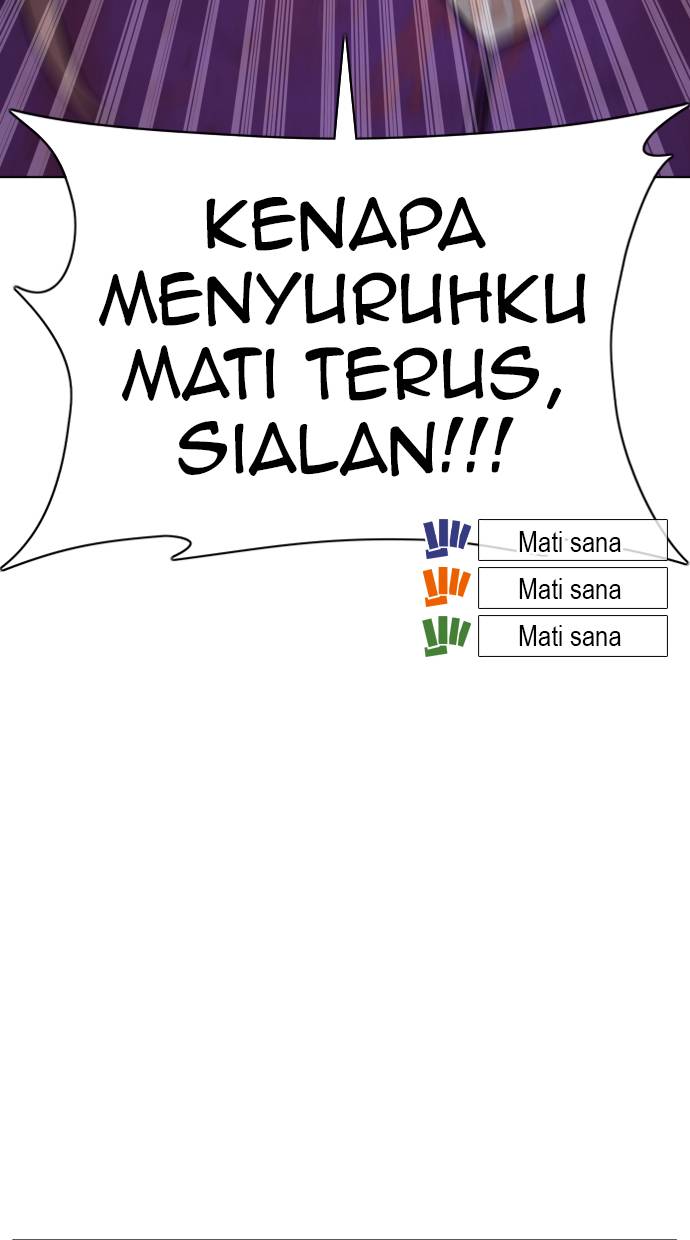 KENAPA
MENYURUHKU
MATI TERUS,
SIALAN!!!
Mati sana
Mati sana
Mati sana